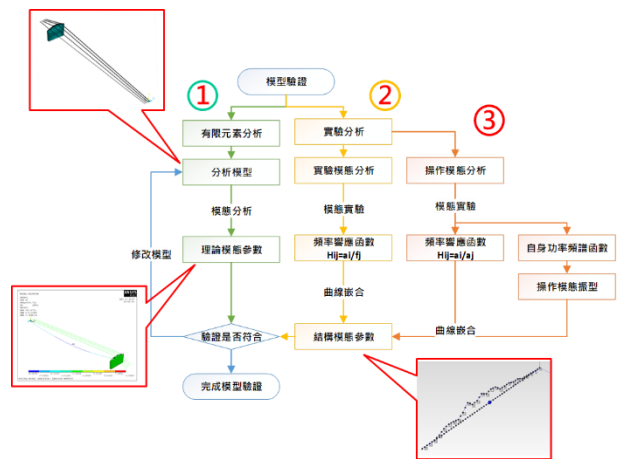 模型驗證
①
②
③
有限元素分析
實驗分析
分析模型
實驗模態分析
操作模態分析
模態分析
模態實驗
模態實驗
修改模型
理論模態參數
頻率響應函數
Hij=ai/fj
頻率響應函數
Hij=ai/aj
自身功率頻譜函數
操作模態振型
曲線嵌合
曲線嵌合
驗證是否符合
結構模態參數
完成模型驗證